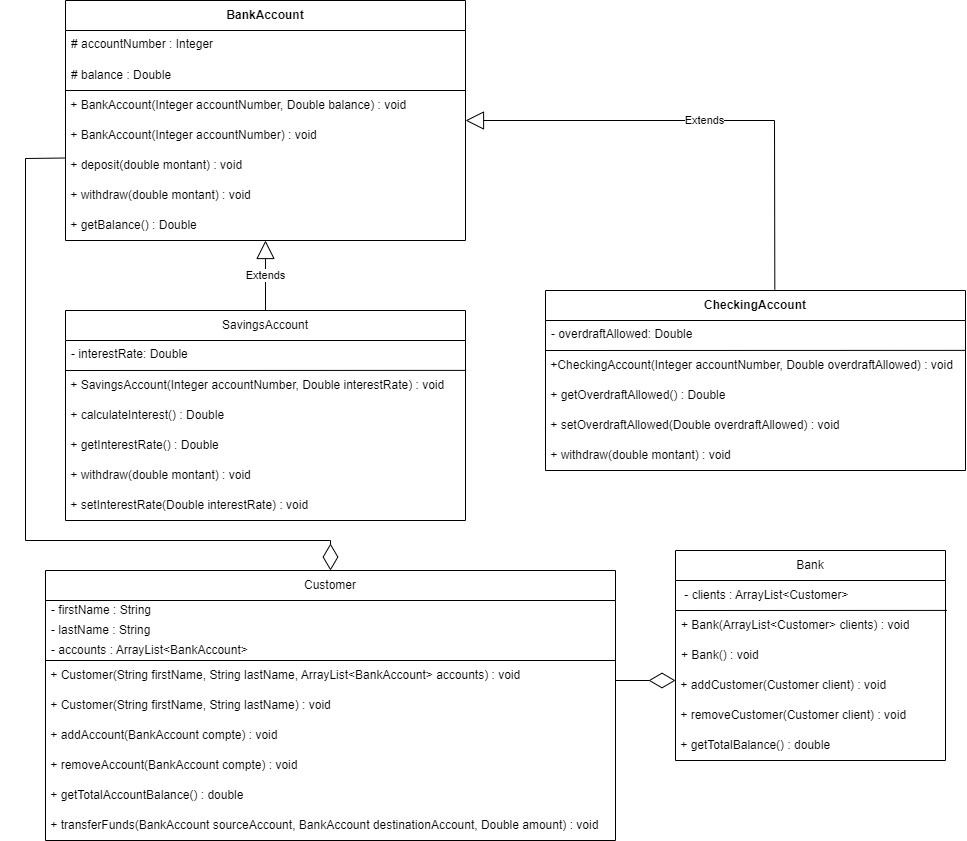 BankAccount
# accountNumber : Integer
# balance : Double
+ BankAccount(Integer accountNumber, Double balance) : void
+ BankAccount(Integer accountNumber) : void
+ deposit(double montant) : void
+ withdraw(double montant) : void
+ getBalance() : Double
Extends
Extends
SavingsAccount
- interestRate: Double
+ SavingsAccount(Integer accountNumber, Double interestRate) : void
+ calculateInterest() : Double
+ getInterestRate() : Double
+ withdraw(double montant) : void
+ setInterestRate(Double interestRate) : void
CheckingAccount
- overdraftAllowed: Double
+CheckingAccount(Integer accountNumber, Double overdraftAllowed) : void
+ getOverdraftAllowed() : Double
+ setOverdraftAllowed(Double overdraftAllowed) : void
+ withdraw(double montant) : void
Customer
- firstName : String
- lastName : String
- accounts : ArrayList<BankAccount>
+ Customer(String firstName, String lastName, ArrayList<BankAccount> accounts) : void
+ Customer(String firstName, String lastName) : void
+ addAccount(BankAccount compte) : void
+ removeAccount(BankAccount compte) : void
+ getTotalAccountBalance() : double
+ transferFunds(BankAccount sourceAccount, BankAccount destinationAccount, Double amount) : void
Bank
- clients : ArrayList<Customer>
+ Bank(ArrayList<Customer> clients) : void
+ Bank() : void
+ addCustomer(Customer client) : void
+ removeCustomer(Customer client) : void
+ getTotalBalance() : double